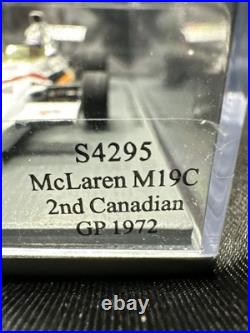 S4295
McLaren M19C
2nd Canadian
GP 1972